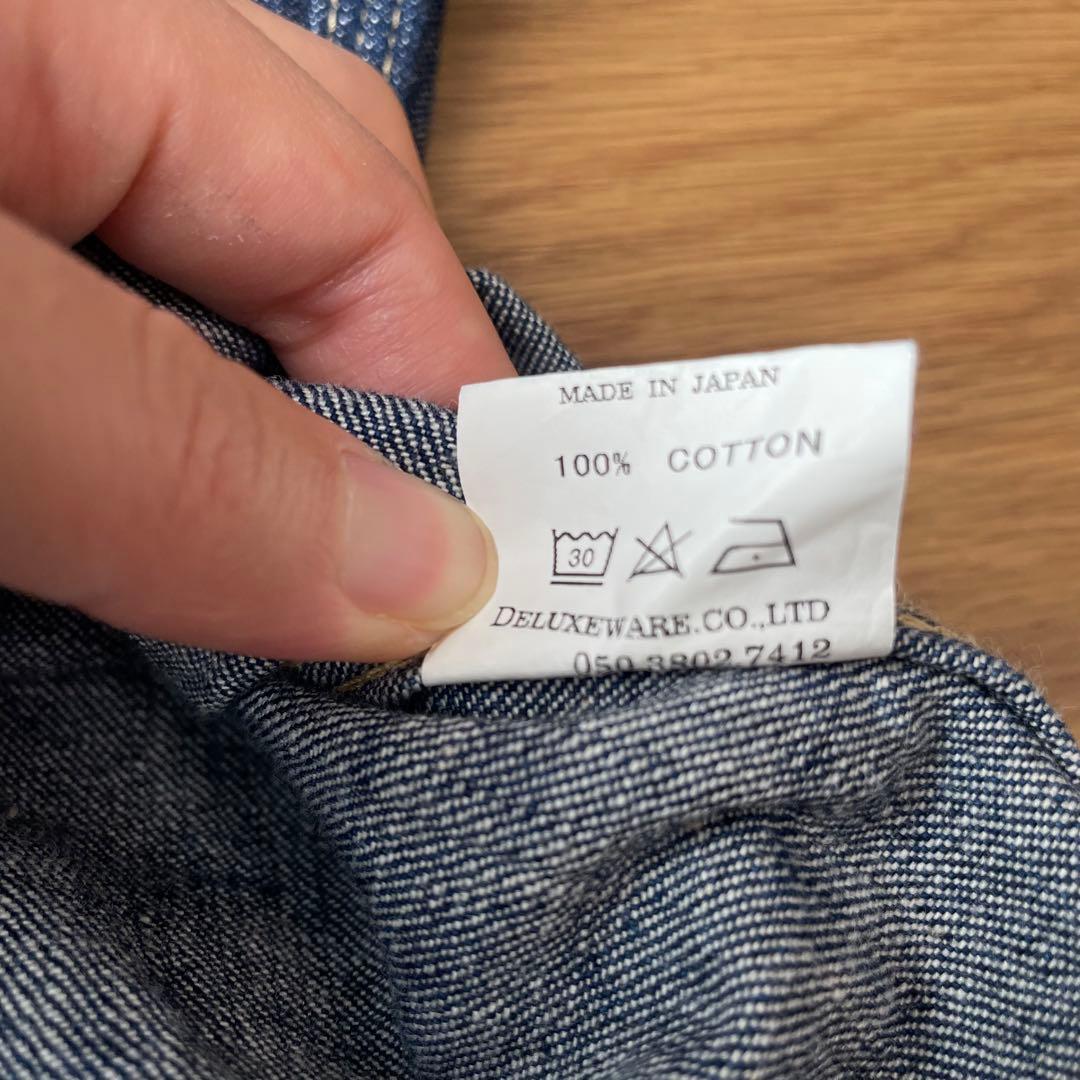 MADE IN JAPAN
100% COTTON
30
DELUXEWARE.CO.,LTD
050 3802 7412